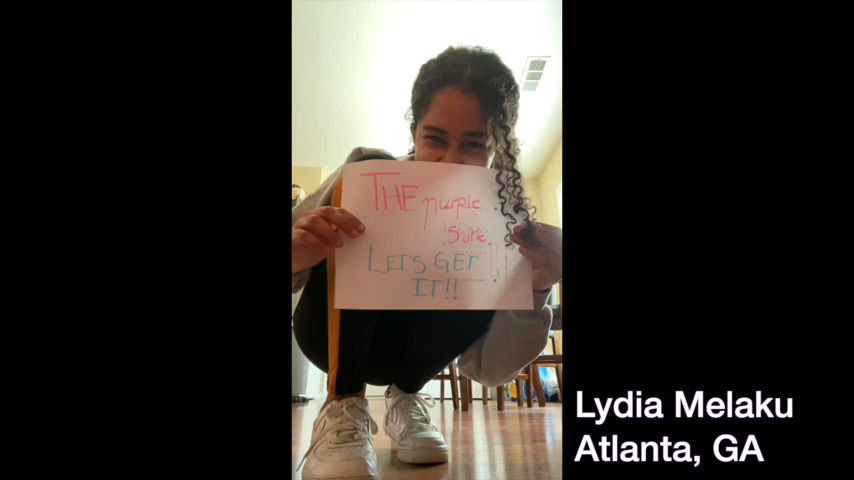 THE purple
Shirt
LET'S GET
IT!!
Lydia Melaku
Atlanta, GA